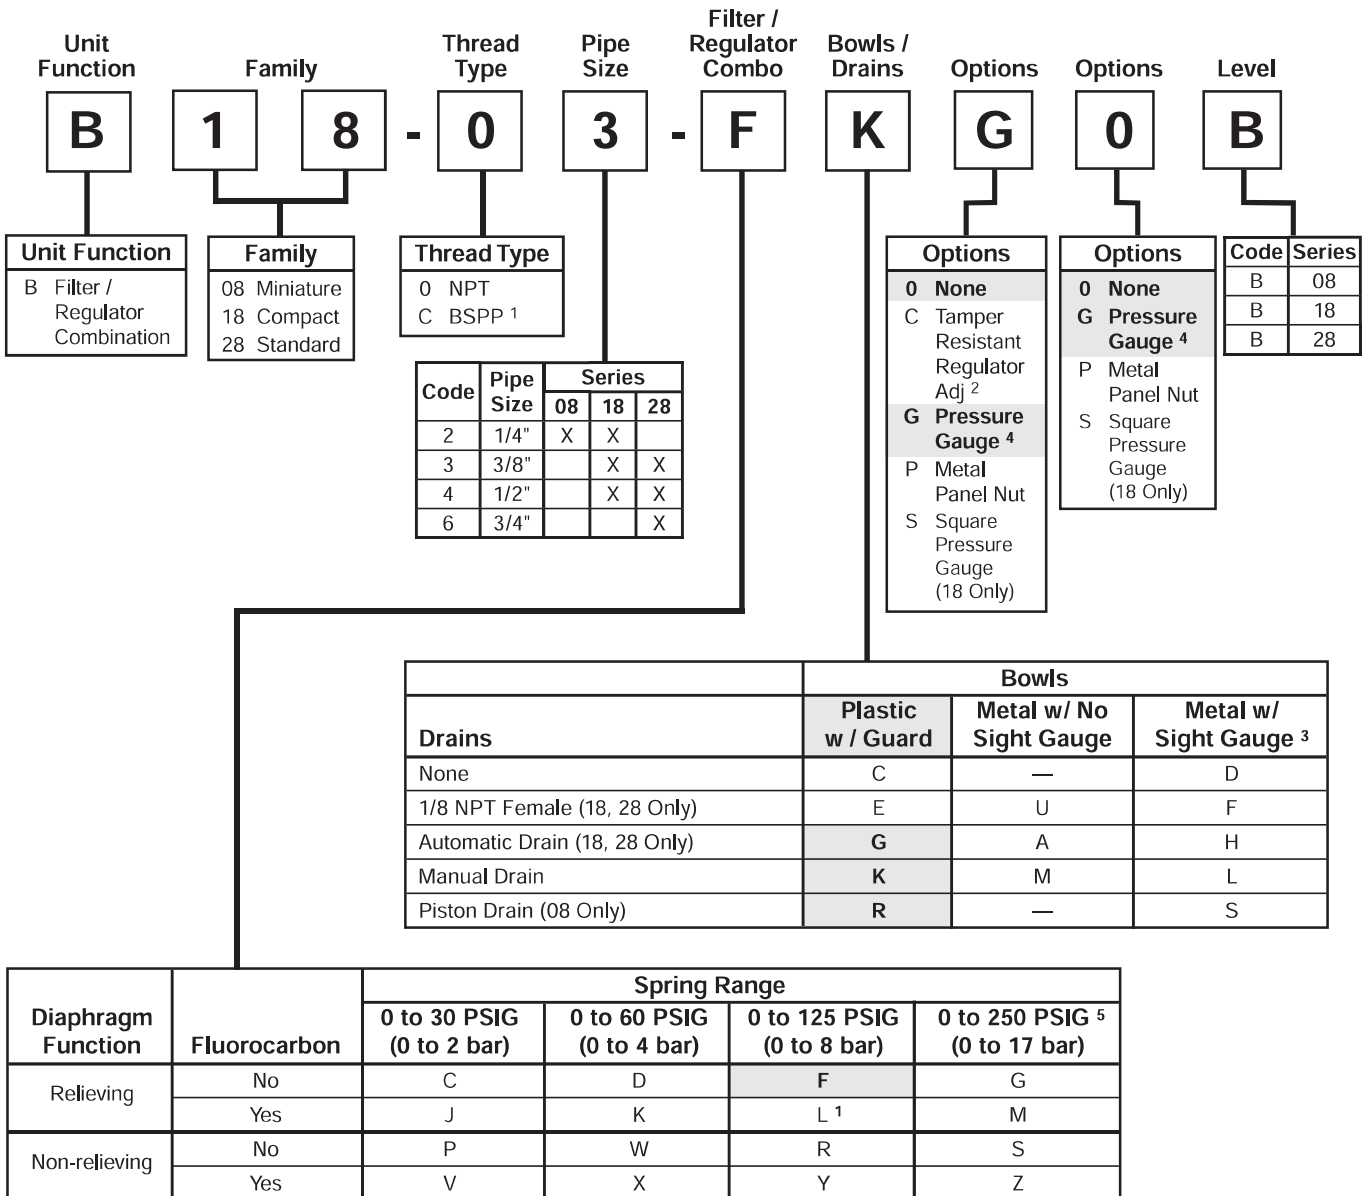 Unit Function
Family
Thread Type
Pipe Size
Filter / Regulator Combo
Bowls / Drains
Options
Options
Level
B 1 8 - 0 3 - F K G 0 B
Unit Function
B Filter /
Regulator
Combination
Family
08 Miniature
18 Compact
28 Standard
Thread Type
0 NPT
C BSPP 1
Code Pipe Size Series
08 18 28
2 1/4" X X
3 3/8" X X
4 1/2" X X
6 3/4" X
Options
0 None
C Tamper
Resistant
Regulator
Adj 2
G Pressure
Gauge 4
P Metal
Panel Nut
S Square
Pressure
Gauge
(18 Only)
Options
0 None
G Pressure
Gauge 4
P Metal
Panel Nut
S Square
Pressure
Gauge
(18 Only)
Code Series
B 08
B 18
B 28
Bowls
Drains Plastic w / Guard Metal w/ No Sight Gauge Metal w/ Sight Gauge 3
None C — D
1/8 NPT Female (18, 28 Only) E U F
Automatic Drain (18, 28 Only) G A H
Manual Drain K M L
Piston Drain (08 Only) R — S
Spring Range
Diaphragm Function Fluorocarbon 0 to 30 PSIG (0 to 2 bar) 0 to 60 PSIG (0 to 4 bar) 0 to 125 PSIG (0 to 8 bar) 0 to 250 PSIG 5 (0 to 17 bar)
Relieving No C D F G
Yes J K L 1 M
Non-relieving No P W R S
Yes V X Y Z